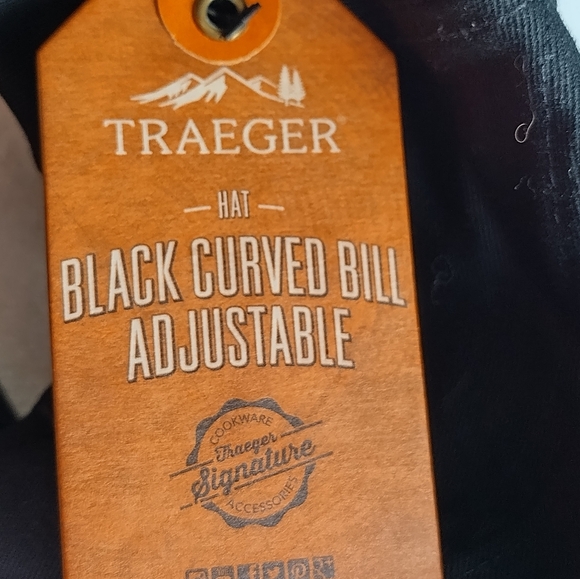 TRAEGER
— HAT —
BLACK CURVED BILL
ADJUSTABLE
COOKWARE
Traeger
Signature
ACCESSORIES